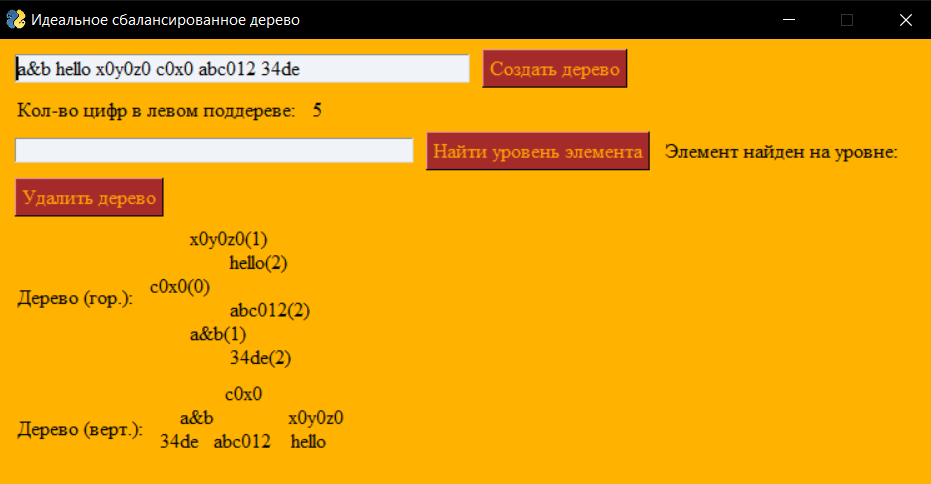 Идеальное сбалансированное дерево
a&b hello x0y0z0 c0x0 abc012 34de Создать дерево
Кол-во цифр в левом поддереве: 5
Найти уровень элемента Элемент найден на уровне:
Удалить дерево
x0y0z0(1)
hello(2)
Дерево (гор.): c0x0(0)
abc012(2)
a&b(1)
34de(2)
c0x0
a&b x0y0z0
Дерево (верт.): 34de abc012 hello